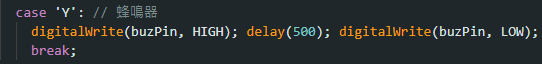 case 'Y': // 蜂鳴器
digitalWrite(buzPin, HIGH); delay(500); digitalWrite(buzPin, LOW);
break;